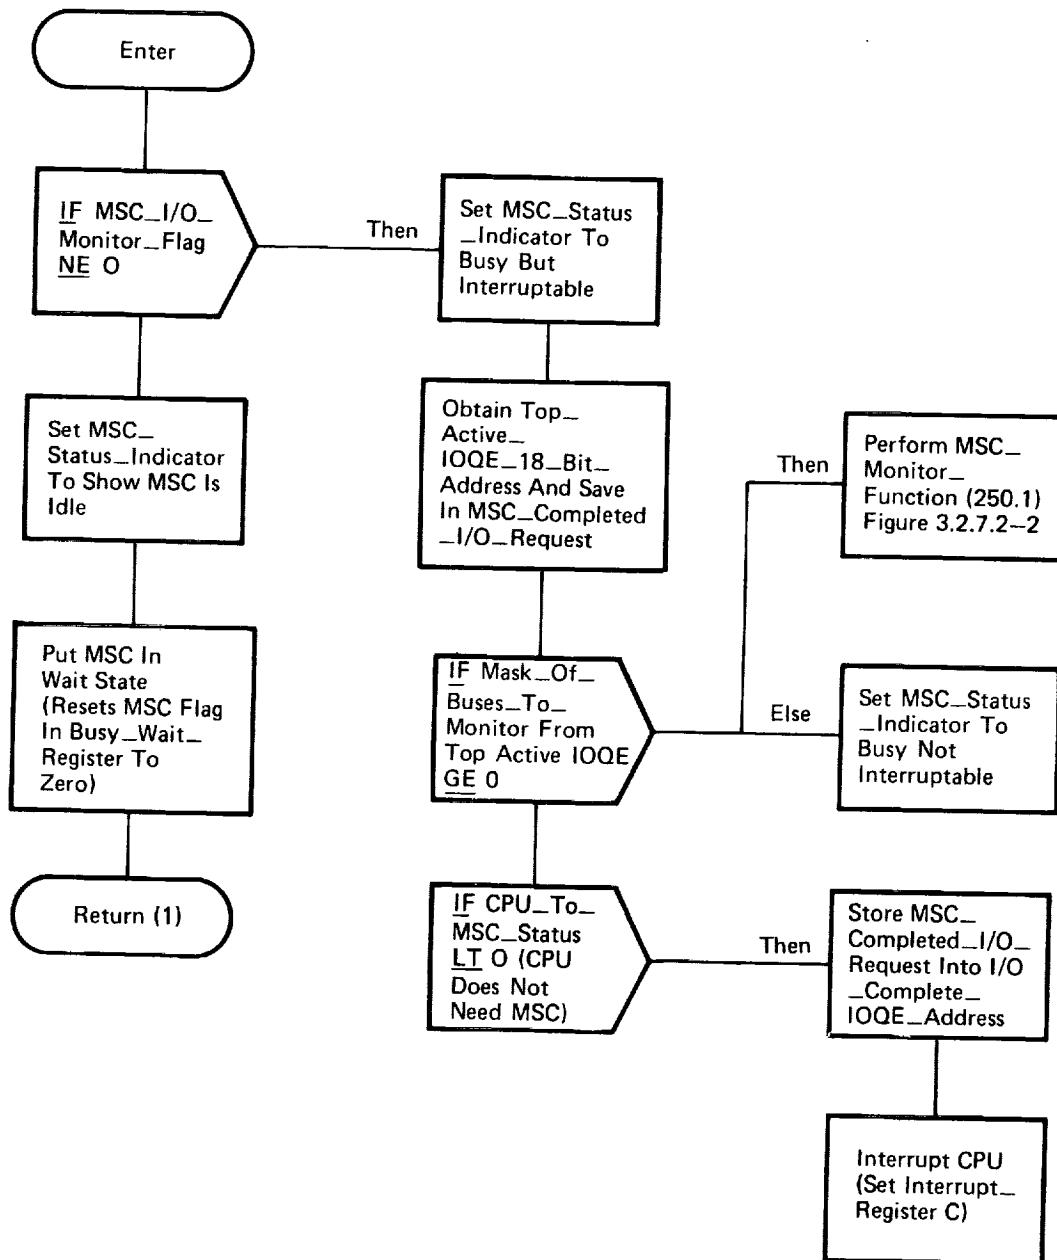 Enter
IF MSC_I/O_
Monitor_Flag
NE O
Then
Set MSC_Status
_Indicator To
Busy But
Interruptable
Set MSC_
Status_Indicator
To Show MSC Is
Idle
Obtain Top_
Active_
IOQE_18_Bit_
Address And Save
In MSC_Completed
_I/O_Request
Then
Perform MSC_
Monitor_
Function (250.1)
Figure 3.2.7.2–2
Put MSC In
Wait State
(Resets MSC Flag
In Busy_Wait_
Register To
Zero)
IF Mask_Of_
Buses_To_
Monitor From
Top Active IOQE
GE 0
Else
Set MSC_Status
_Indicator To
Busy Not
Interruptable
Return (1)
IF CPU_To_
MSC_Status
LT O (CPU
Does Not
Need MSC)
Then
Store MSC_
Completed_I/O_
Request Into I/O
_Complete_
IOQE_Address
Interrupt CPU
(Set Interrupt_
Register C)